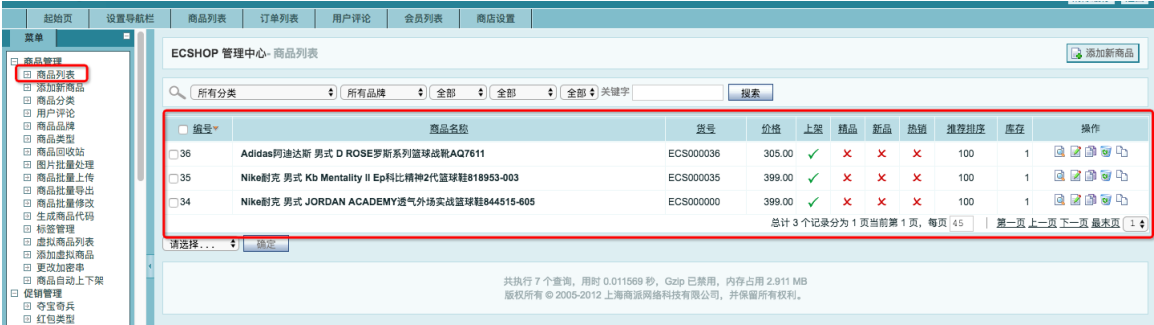 起始页 设置导航栏 商品列表 订单列表 用户评论 会员列表 商店设置
菜单
商品管理
商品列表
添加新商品
商品分类
用户评论
商品品牌
商品类型
商品回收站
图片批量处理
商品批量上传
商品批量导出
商品批量修改
生成商品代码
标签管理
虚拟商品列表
添加虚拟商品
更改加密串
商品自动上下架
促销管理
夺宝奇兵
红包类型
ECSHOP 管理中心- 商品列表 添加新商品
所有分类 所有品牌 全部 全部 全部 关键字 搜索
编号 商品名称 货号 价格 上架 精品 新品 热销 推荐排序 库存 操作
36 Adidas阿迪达斯 男式 D ROSE罗斯系列篮球战靴AQ7611 ECS000036 305.00 100 1
35 Nike耐克 男式 Kb Mentality II Ep科比精神2代篮球鞋818953-003 ECS000035 399.00 100 1
34 Nike耐克 男式 JORDAN ACADEMY透气外场实战篮球鞋844515-605 ECS000000 399.00 100 1
总计 3 个记录分为 1 页当前第 1 页，每页 45 | 第一页 上一页 下一页 最末页 1
请选择... 确定
共执行 7 个查询，用时 0.011569 秒，Gzip 已禁用，内存占用 2.911 MB
版权所有 © 2005-2012 上海商派网络科技有限公司，并保留所有权利。